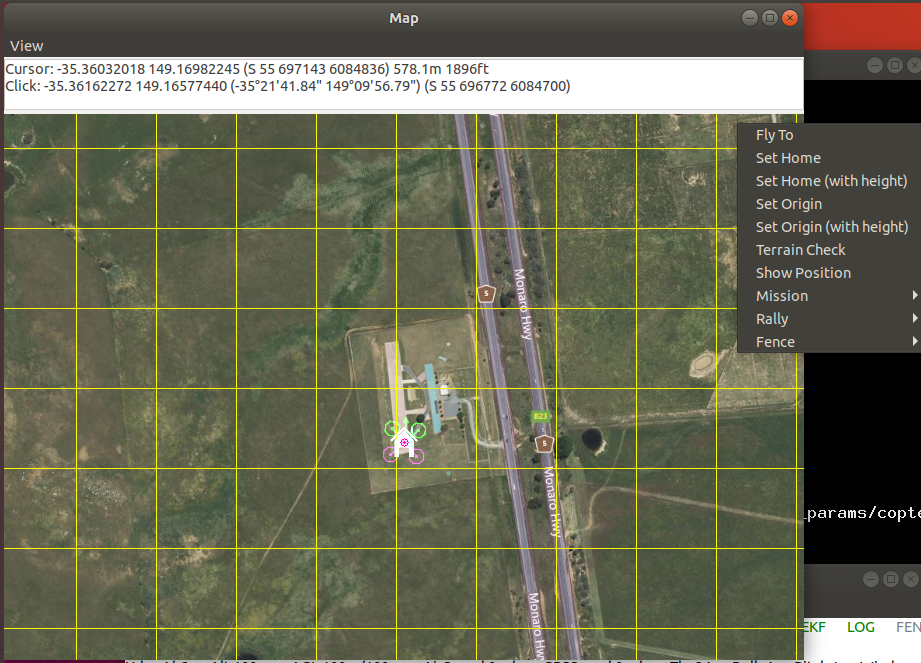 Map
View
Cursor: -35.36032018 149.16982245 (S 55 697143 6084836) 578.1m 1896ft
Click: -35.36162272 149.16577440 (-35°21'41.84" 149°09'56.79") (S 55 696772 6084700)
Fly To
Set Home
Set Home (with height)
Set Origin
Set Origin (with height)
Terrain Check
Show Position
Mission
Rally
Fence
5
Monaro Hwy
B23
5
Monaro Hwy
_params/copte
Monaro Hwy
EKF LOG FEN